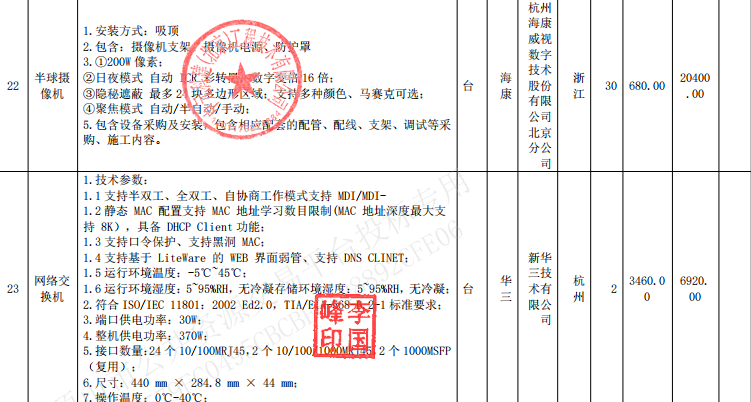 22
半球摄
像机
1.安装方式：吸顶
2.包含：摄像机支架、摄像机电源、防护罩
3.①200W 像素；
②日夜模式 自动 ICR 彩转黑 数字变倍 16 倍；
③隐秘遮蔽 最多 24 块多边形区域；支持多种颜色、马赛克可选；
④聚焦模式 自动/半自动/手动；
5.包含设备采购及安装，包含相应配套的配管、配线、支架、调试等采
购、施工内容。
台
海
康
杭州
海康
威视
数字
技术
股份
有限
公司
北京
分公
司
浙
江
30
680.00
20400
.00
23
网络交
换机
1.技术参数：
1.1 支持半双工、全双工、自协商工作模式支持 MDI/MDI-
1.2 静态 MAC 配置支持 MAC 地址学习数目限制(MAC 地址深度最大支
持 8K），具备 DHCP Client 功能；
1.3 支持口令保护、支持黑洞 MAC；
1.4 支持基于 LiteWare 的 WEB 界面弱管、支持 DNS CLINET；
1.5 运行环境温度：-5℃~45℃；
1.6 运行环境湿度：5~95%RH，无冷凝存储环境湿度：5~95%RH，无冷凝；
2.符合 ISO/IEC 11801：2002 Ed2.0，TIA/EIA-568-B.2-1 标准要求；
3.端口供电功率：30W；
4.整机供电功率：370W；
5.接口数量:24 个 10/100MRJ45,2 个 10/100/1000MRJ45,2 个 1000MSFP
（复用）；
6.尺寸：440 mm × 284.8 mm × 44 mm；
7.操作温度：0℃-40℃；
台
华
三
新华
三技
术有
限公
司
杭
州
2
3460.0
0
6920.
00
李国
峰印